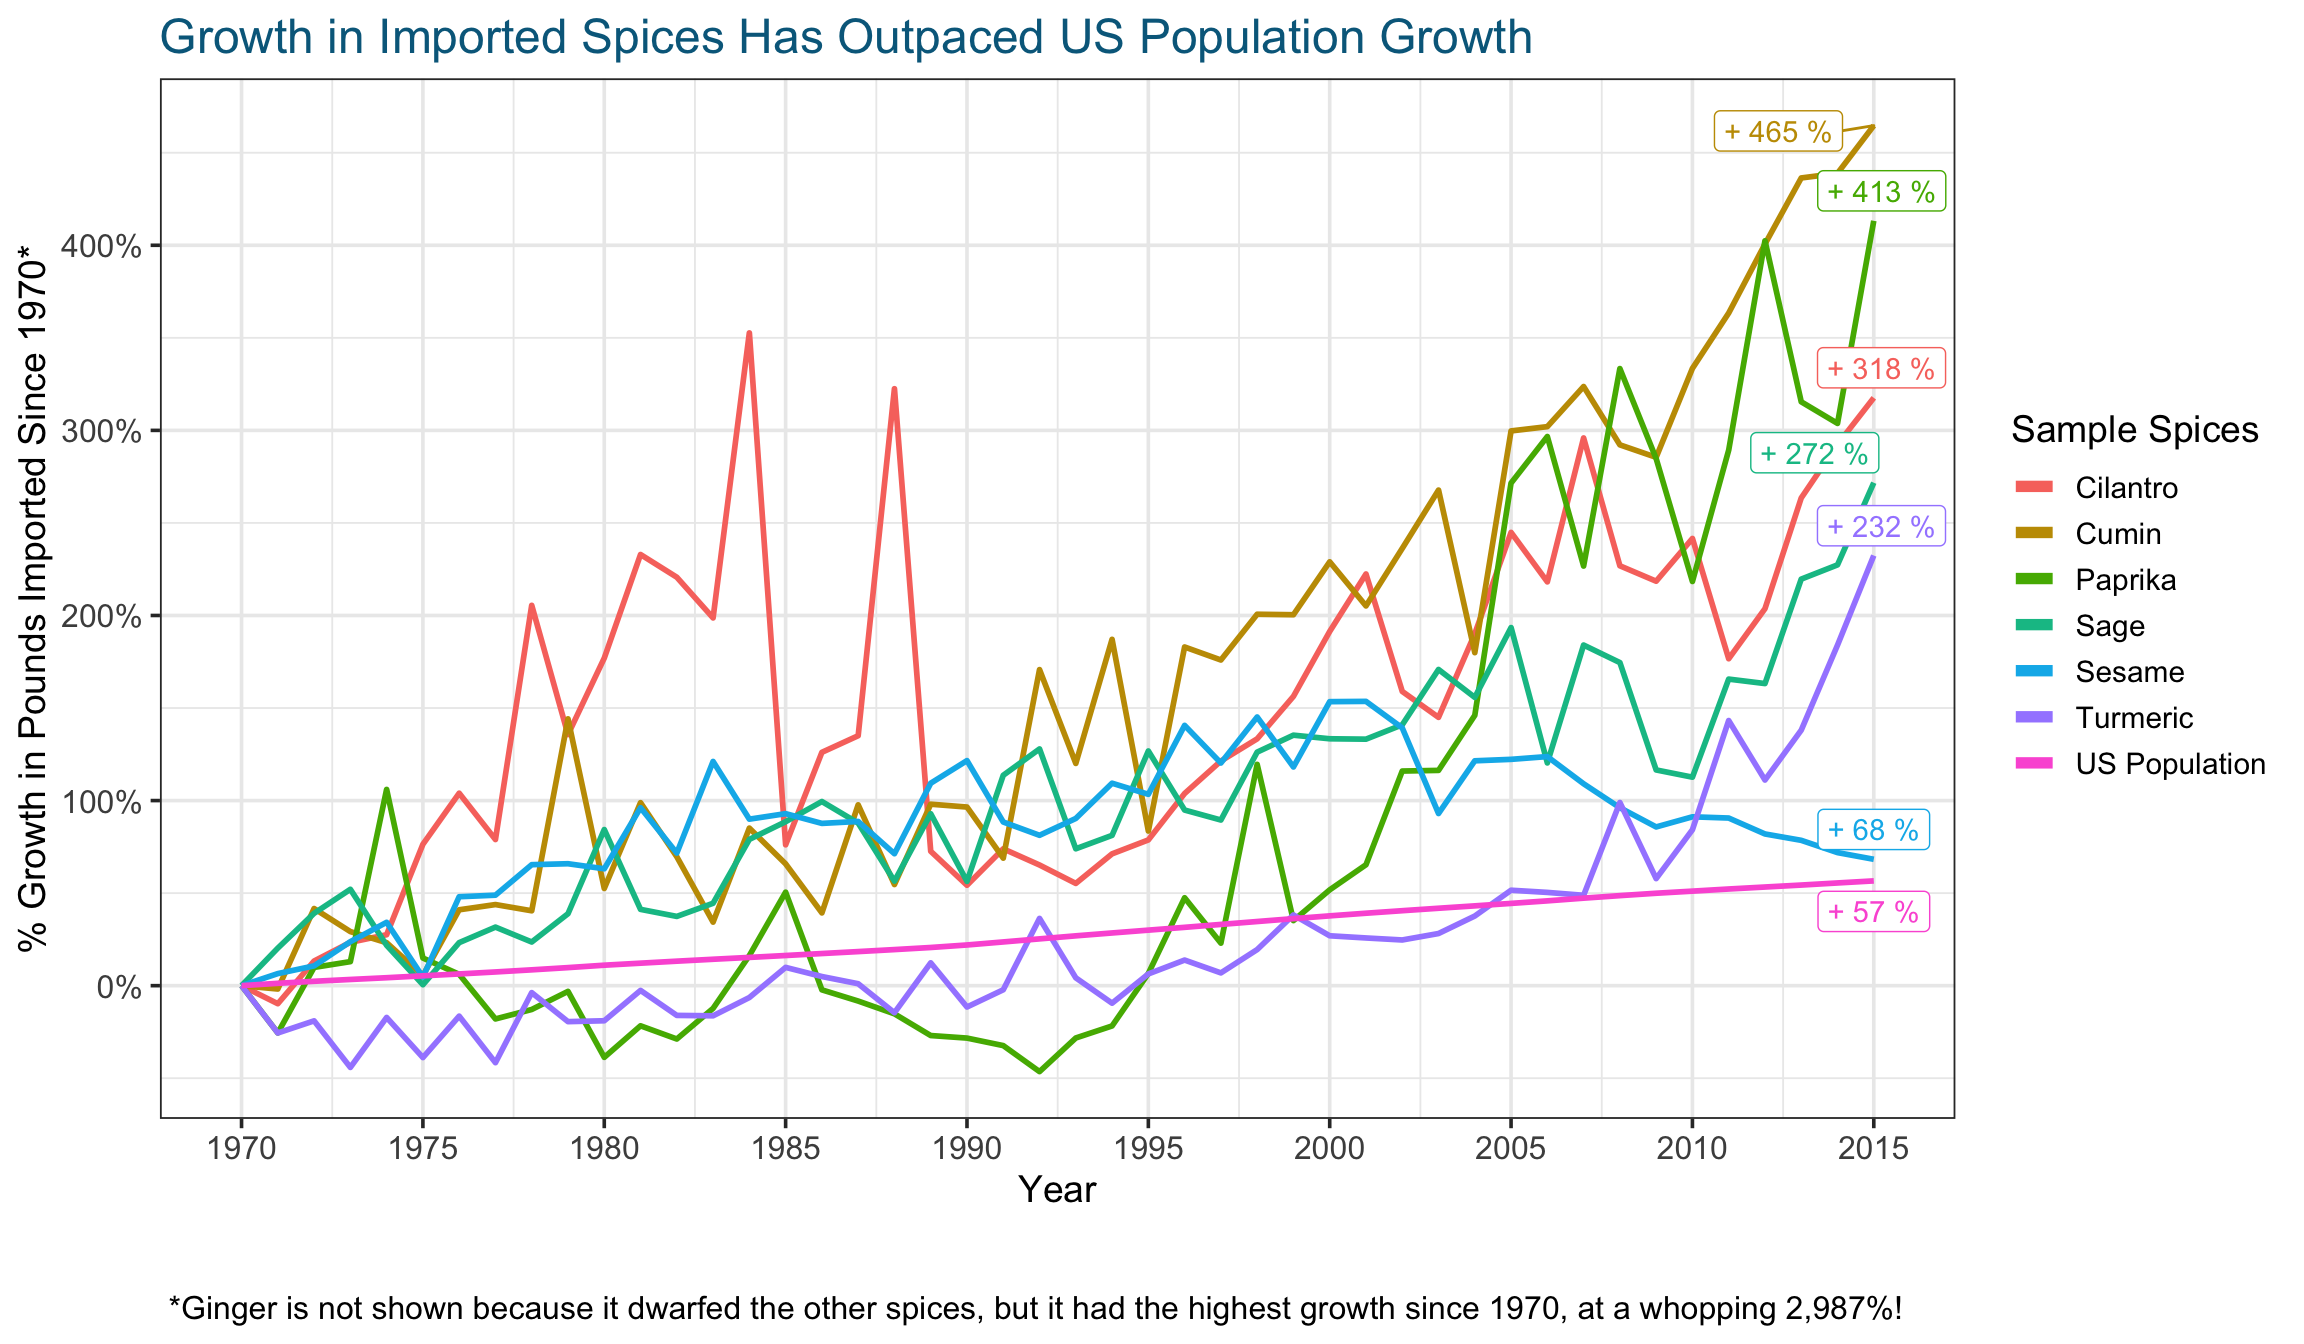 Growth in Imported Spices Has Outpaced US Population Growth
% Growth in Pounds Imported Since 1970*
400%
300%
200%
100%
0%
+ 465 %
+ 413 %
+ 318 %
+ 272 %
+ 232 %
+ 68 %
+ 57 %
Sample Spices
Cilantro
Cumin
Paprika
Sage
Sesame
Turmeric
US Population
1970 1975 1980 1985 1990 1995 2000 2005 2010 2015
Year
*Ginger is not shown because it dwarfed the other spices, but it had the highest growth since 1970, at a whopping 2,987%!